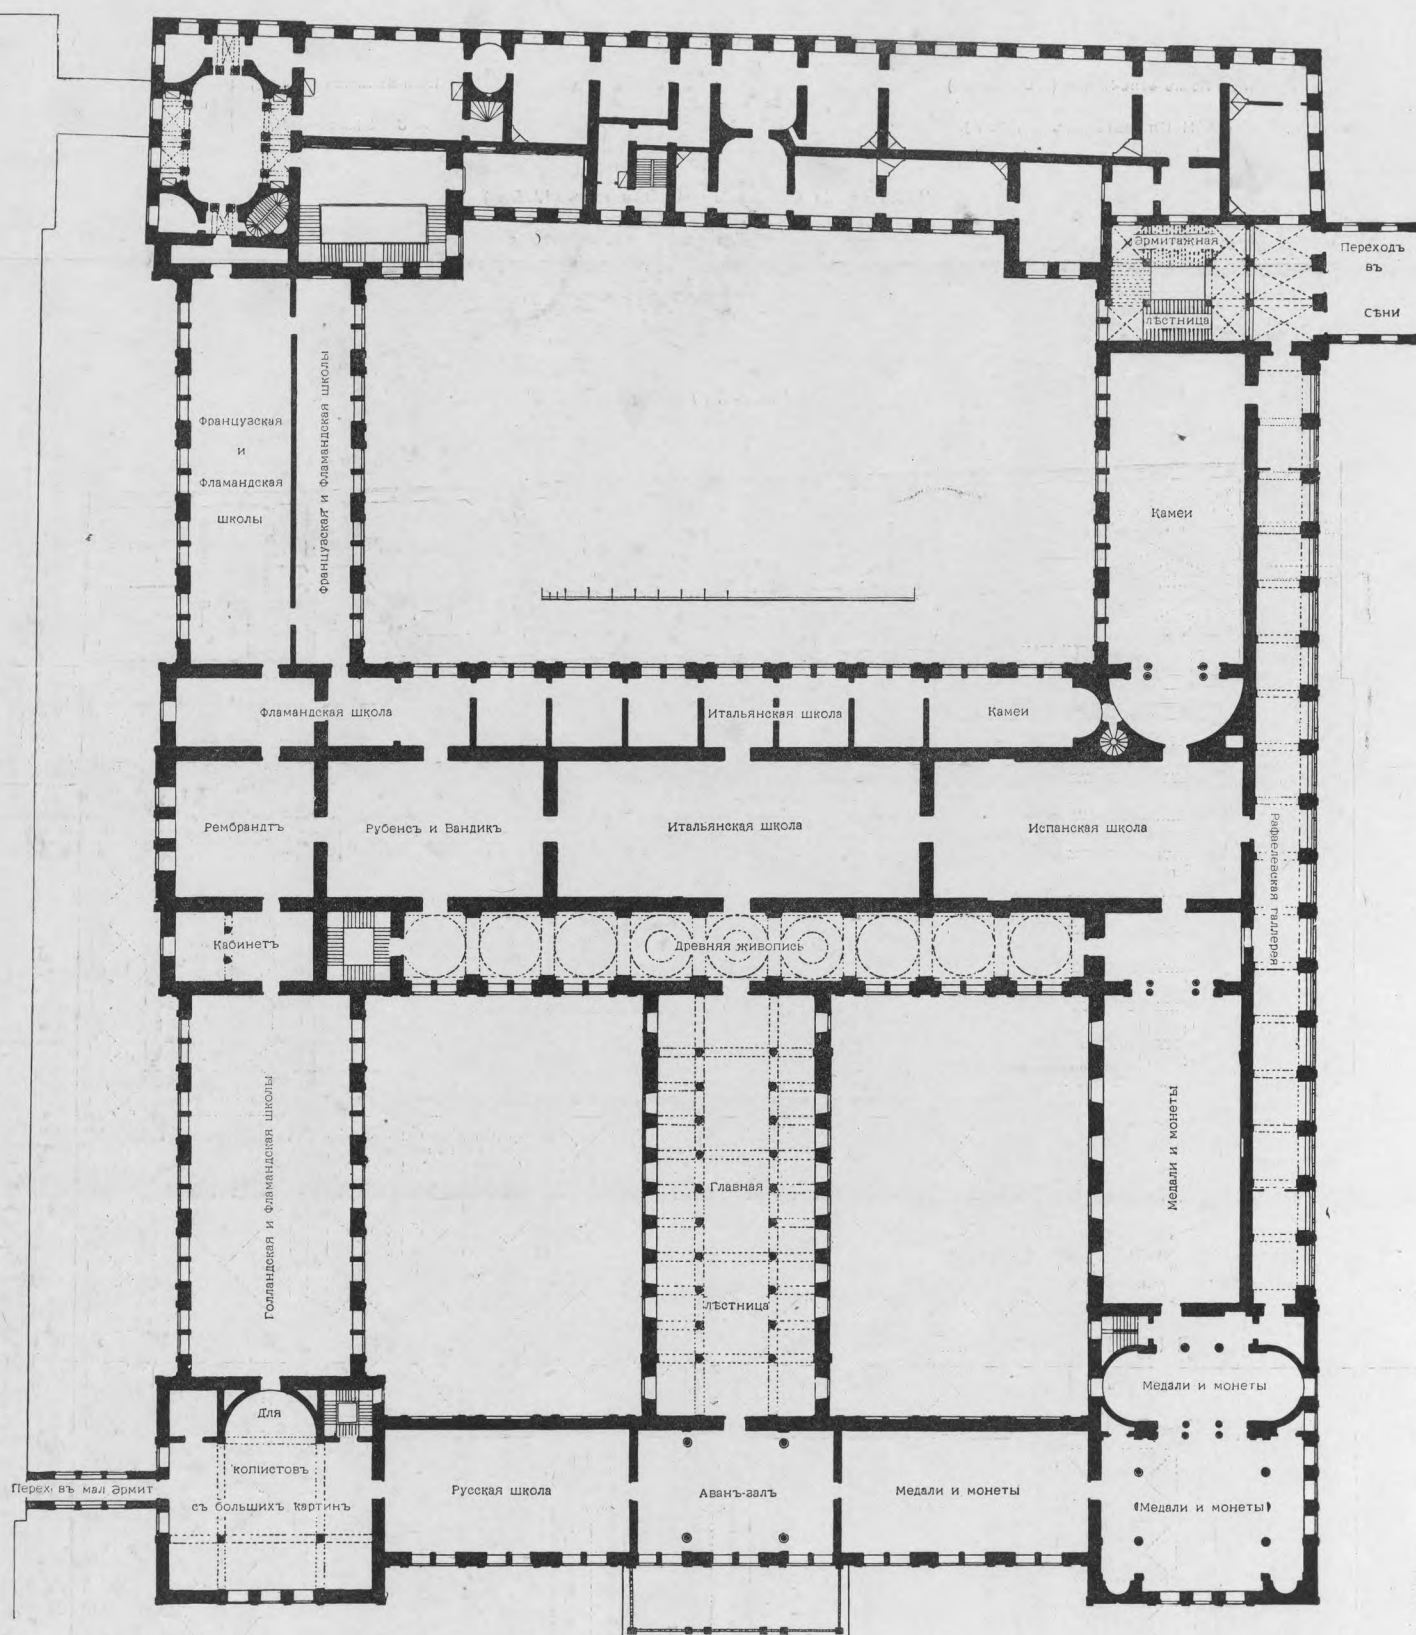 Эрмитажная
лѣстница
Переходъ
въ
Сѣни
Французская
и
Фламандская
школы
Французская и Фламандская школы
Камеи
Фламандская школа
Итальянская школа
Камеи
Рембрандтъ
Рубенсъ и Вандикъ
Итальянская школа
Испанская школа
Рафаелевская галлерея
Кабинетъ
Древняя живопись
Голландская и Фламандская школы
Главная
лѣстница
Медали и монеты
Медали и монеты
Для
копіистовъ
съ большихъ картинъ
Перех. въ мал Эрмит
Русская школа
Аванъ-залъ
Медали и монеты
Медали и монеты